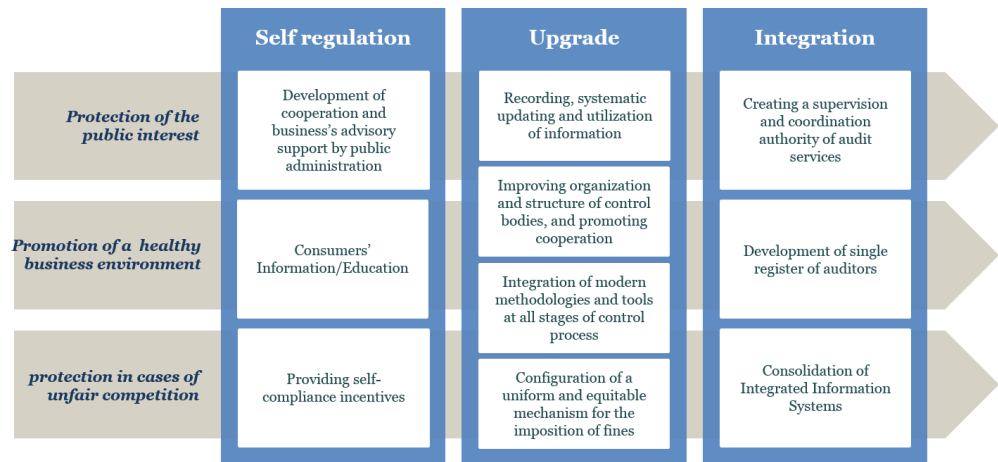 Self regulation
Upgrade
Integration
Protection of the
public interest
Development of
cooperation and
business’s advisory
support by public
administration
Recording, systematic
updating and utilization
of information
Creating a supervision
and coordination
authority of audit
services
Improving organization
and structure of control
bodies, and promoting
cooperation
Promotion of a healthy
business environment
Consumers’
Information/Education
Development of single
register of auditors
Integration of modern
methodologies and tools
at all stages of control
process
protection in cases of
unfair competition
Providing self-
compliance incentives
Configuration of a
uniform and equitable
mechanism for the
imposition of fines
Consolidation of
Integrated Information
Systems